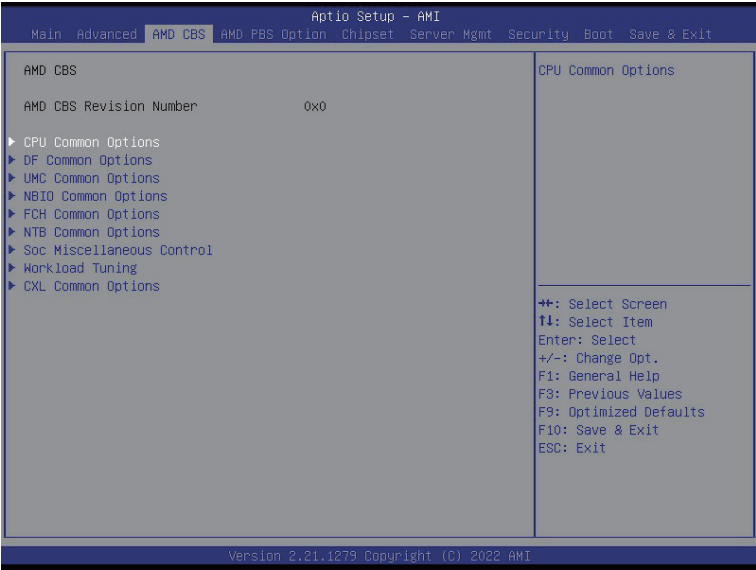 Aptio Setup - AMI
Main Advanced AMD CBS AMD PBS Option Chipset Server Mgmt Security Boot Save & Exit
AMD CBS
AMD CBS Revision Number 0x0
▶ CPU Common Options
▶ DF Common Options
▶ UMC Common Options
▶ NBIO Common Options
▶ FCH Common Options
▶ NTB Common Options
▶ Soc Miscellaneous Control
▶ Workload Tuning
▶ CXL Common Options
CPU Common Options
→←: Select Screen
↑↓: Select Item
Enter: Select
+/-: Change Opt.
F1: General Help
F3: Previous Values
F9: Optimized Defaults
F10: Save & Exit
ESC: Exit
Version 2.21.1279 Copyright (C) 2022 AMI